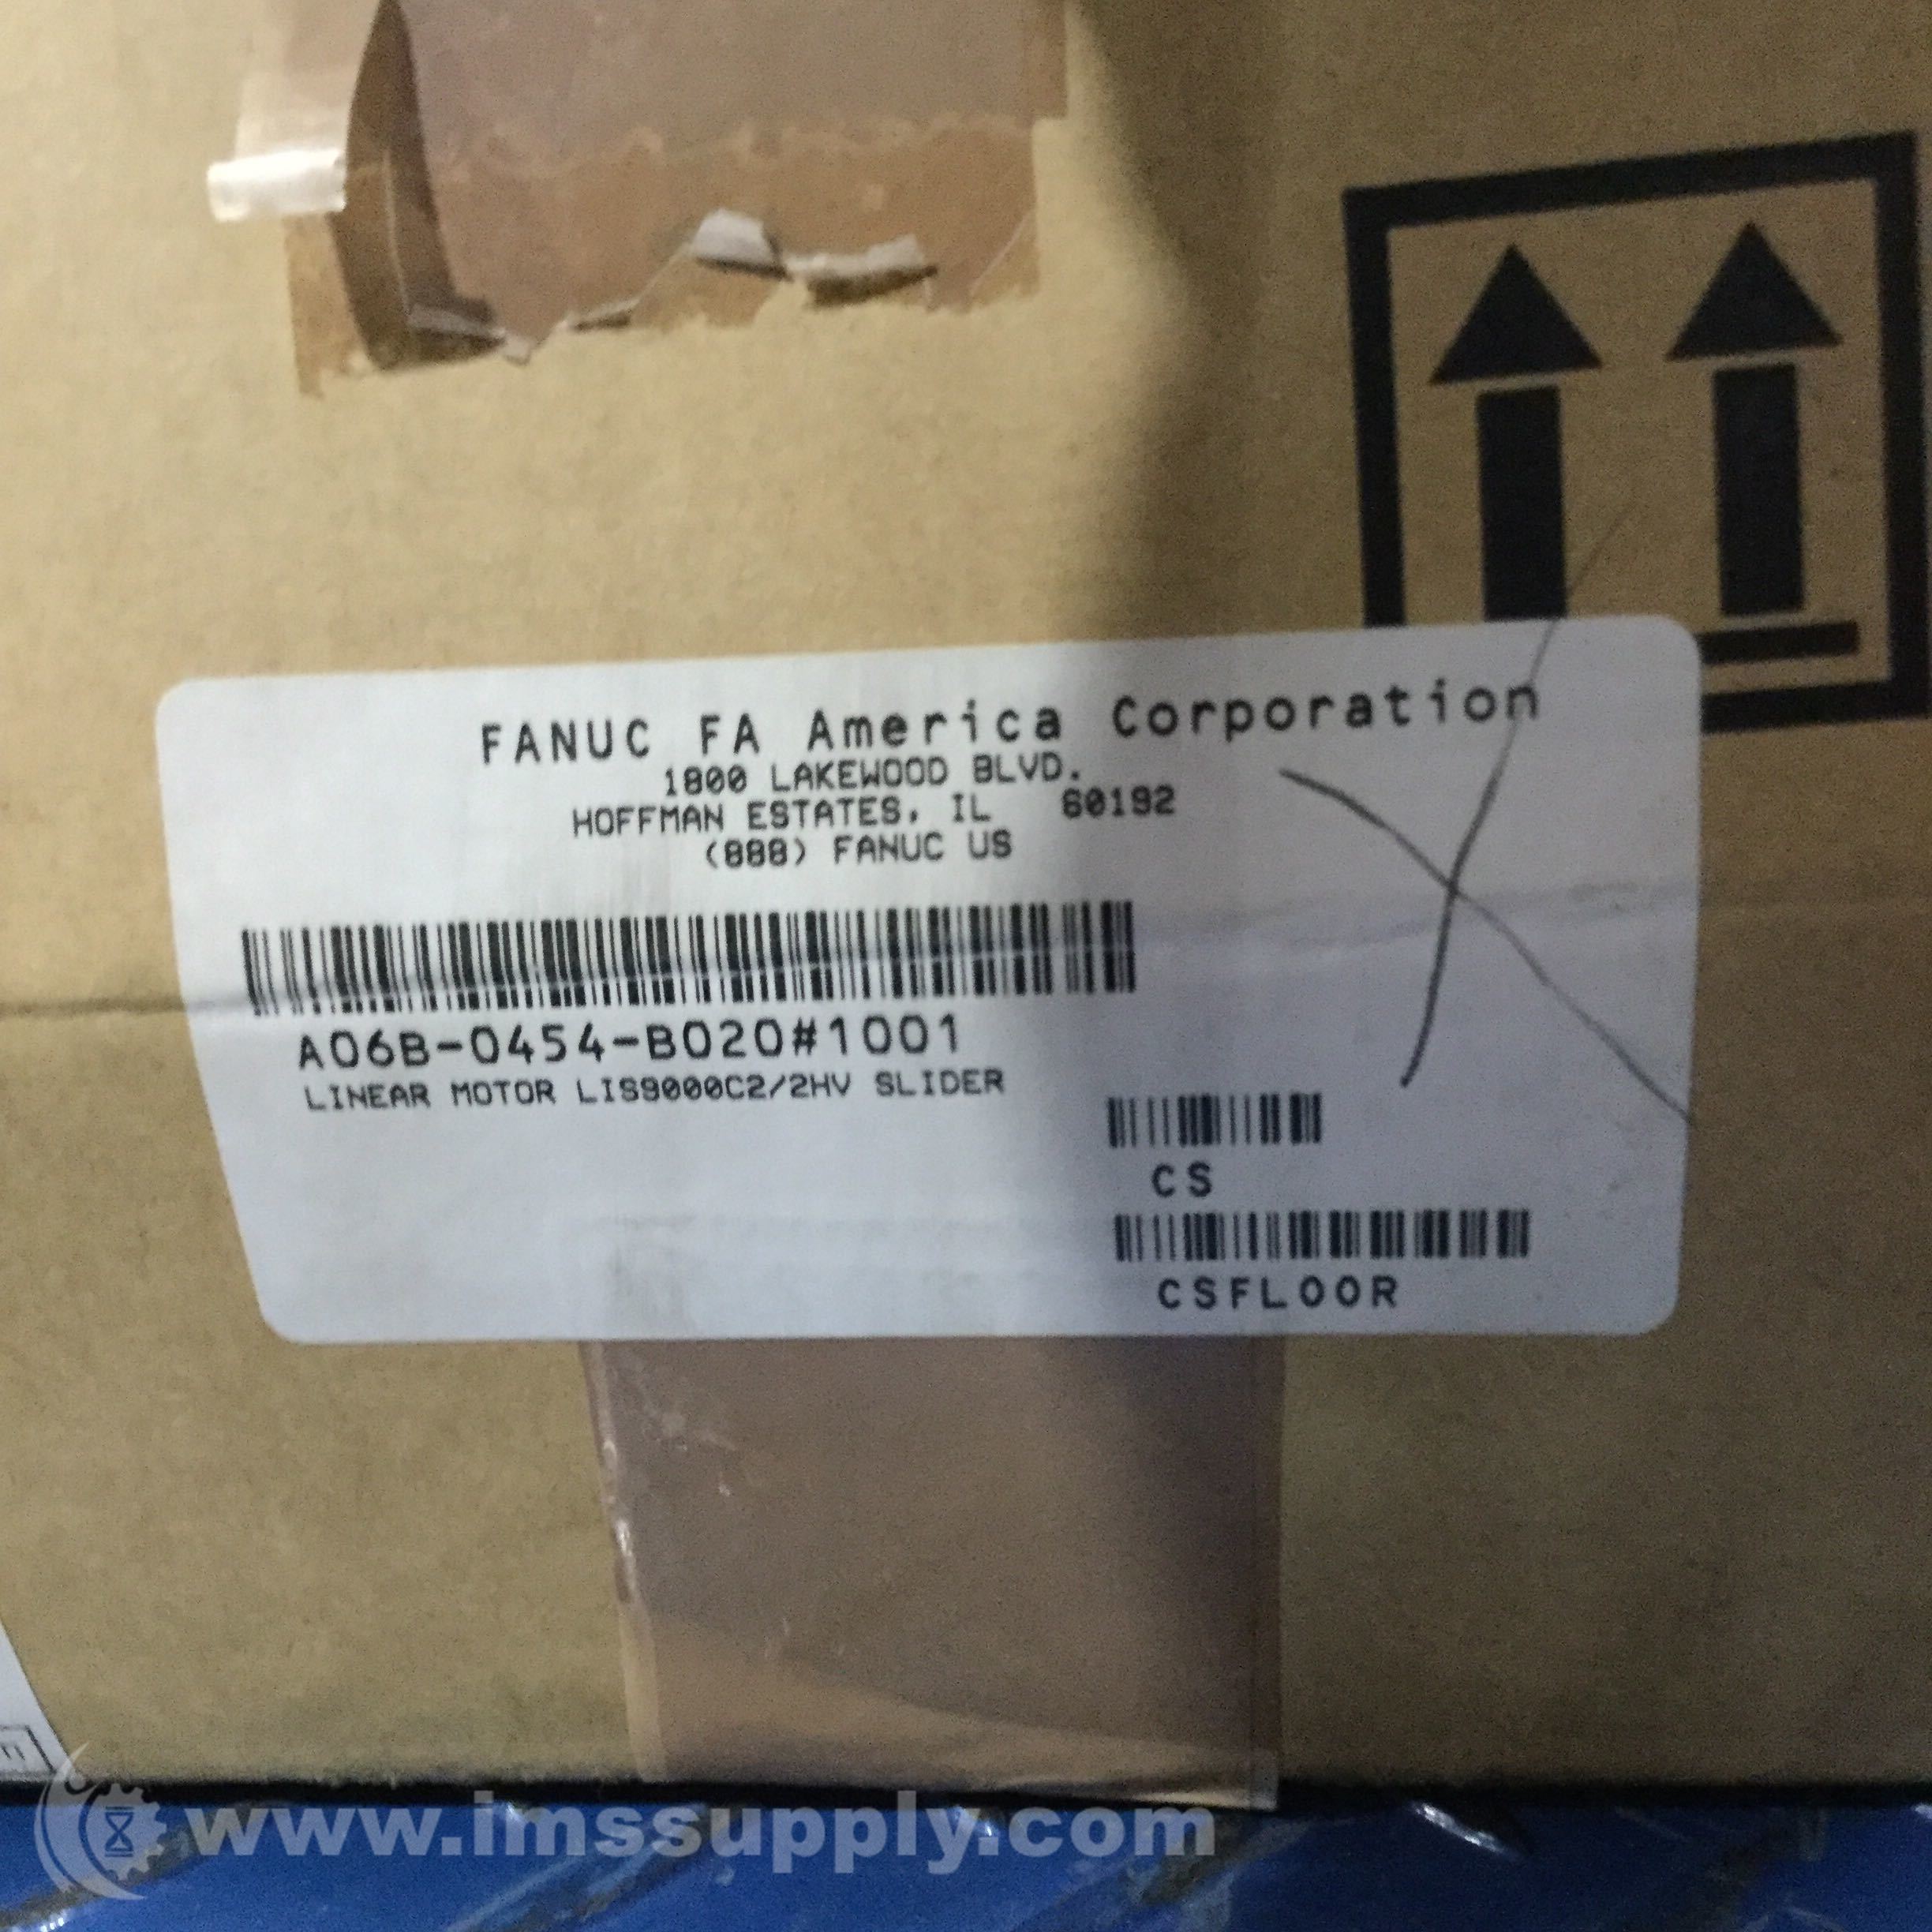 FANUC FA America Corporation
1800 LAKEWOOD BLVD.
HOFFMAN ESTATES, IL 60192
(888) FANUC US
A06B-0454-B020#1001
LINEAR MOTOR LIS9000C2/2HV SLIDER
CS
CSFLOOR
www.imssupply.com